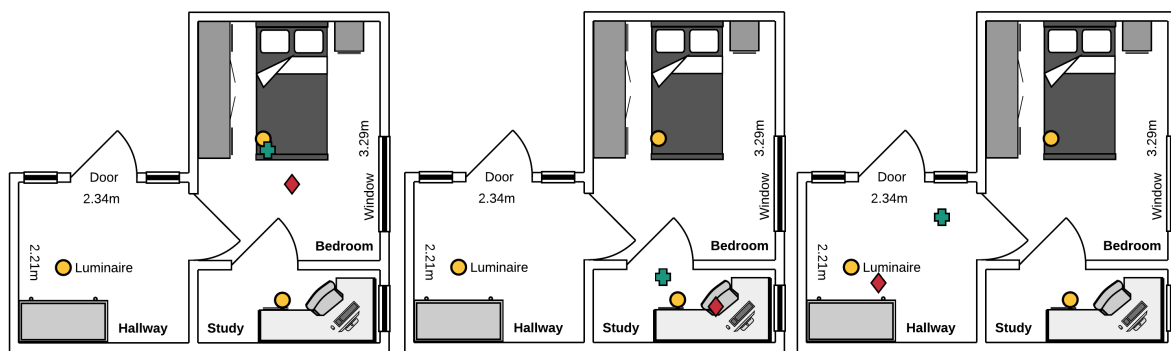 Door
2.34m
3.29m
Window
2.21m
Luminaire
Bedroom
Hallway
Study
Door
2.34m
3.29m
Window
2.21m
Luminaire
Bedroom
Hallway
Study
Door
2.34m
3.29m
Window
2.21m
Luminaire
Bedroom
Hallway
Study